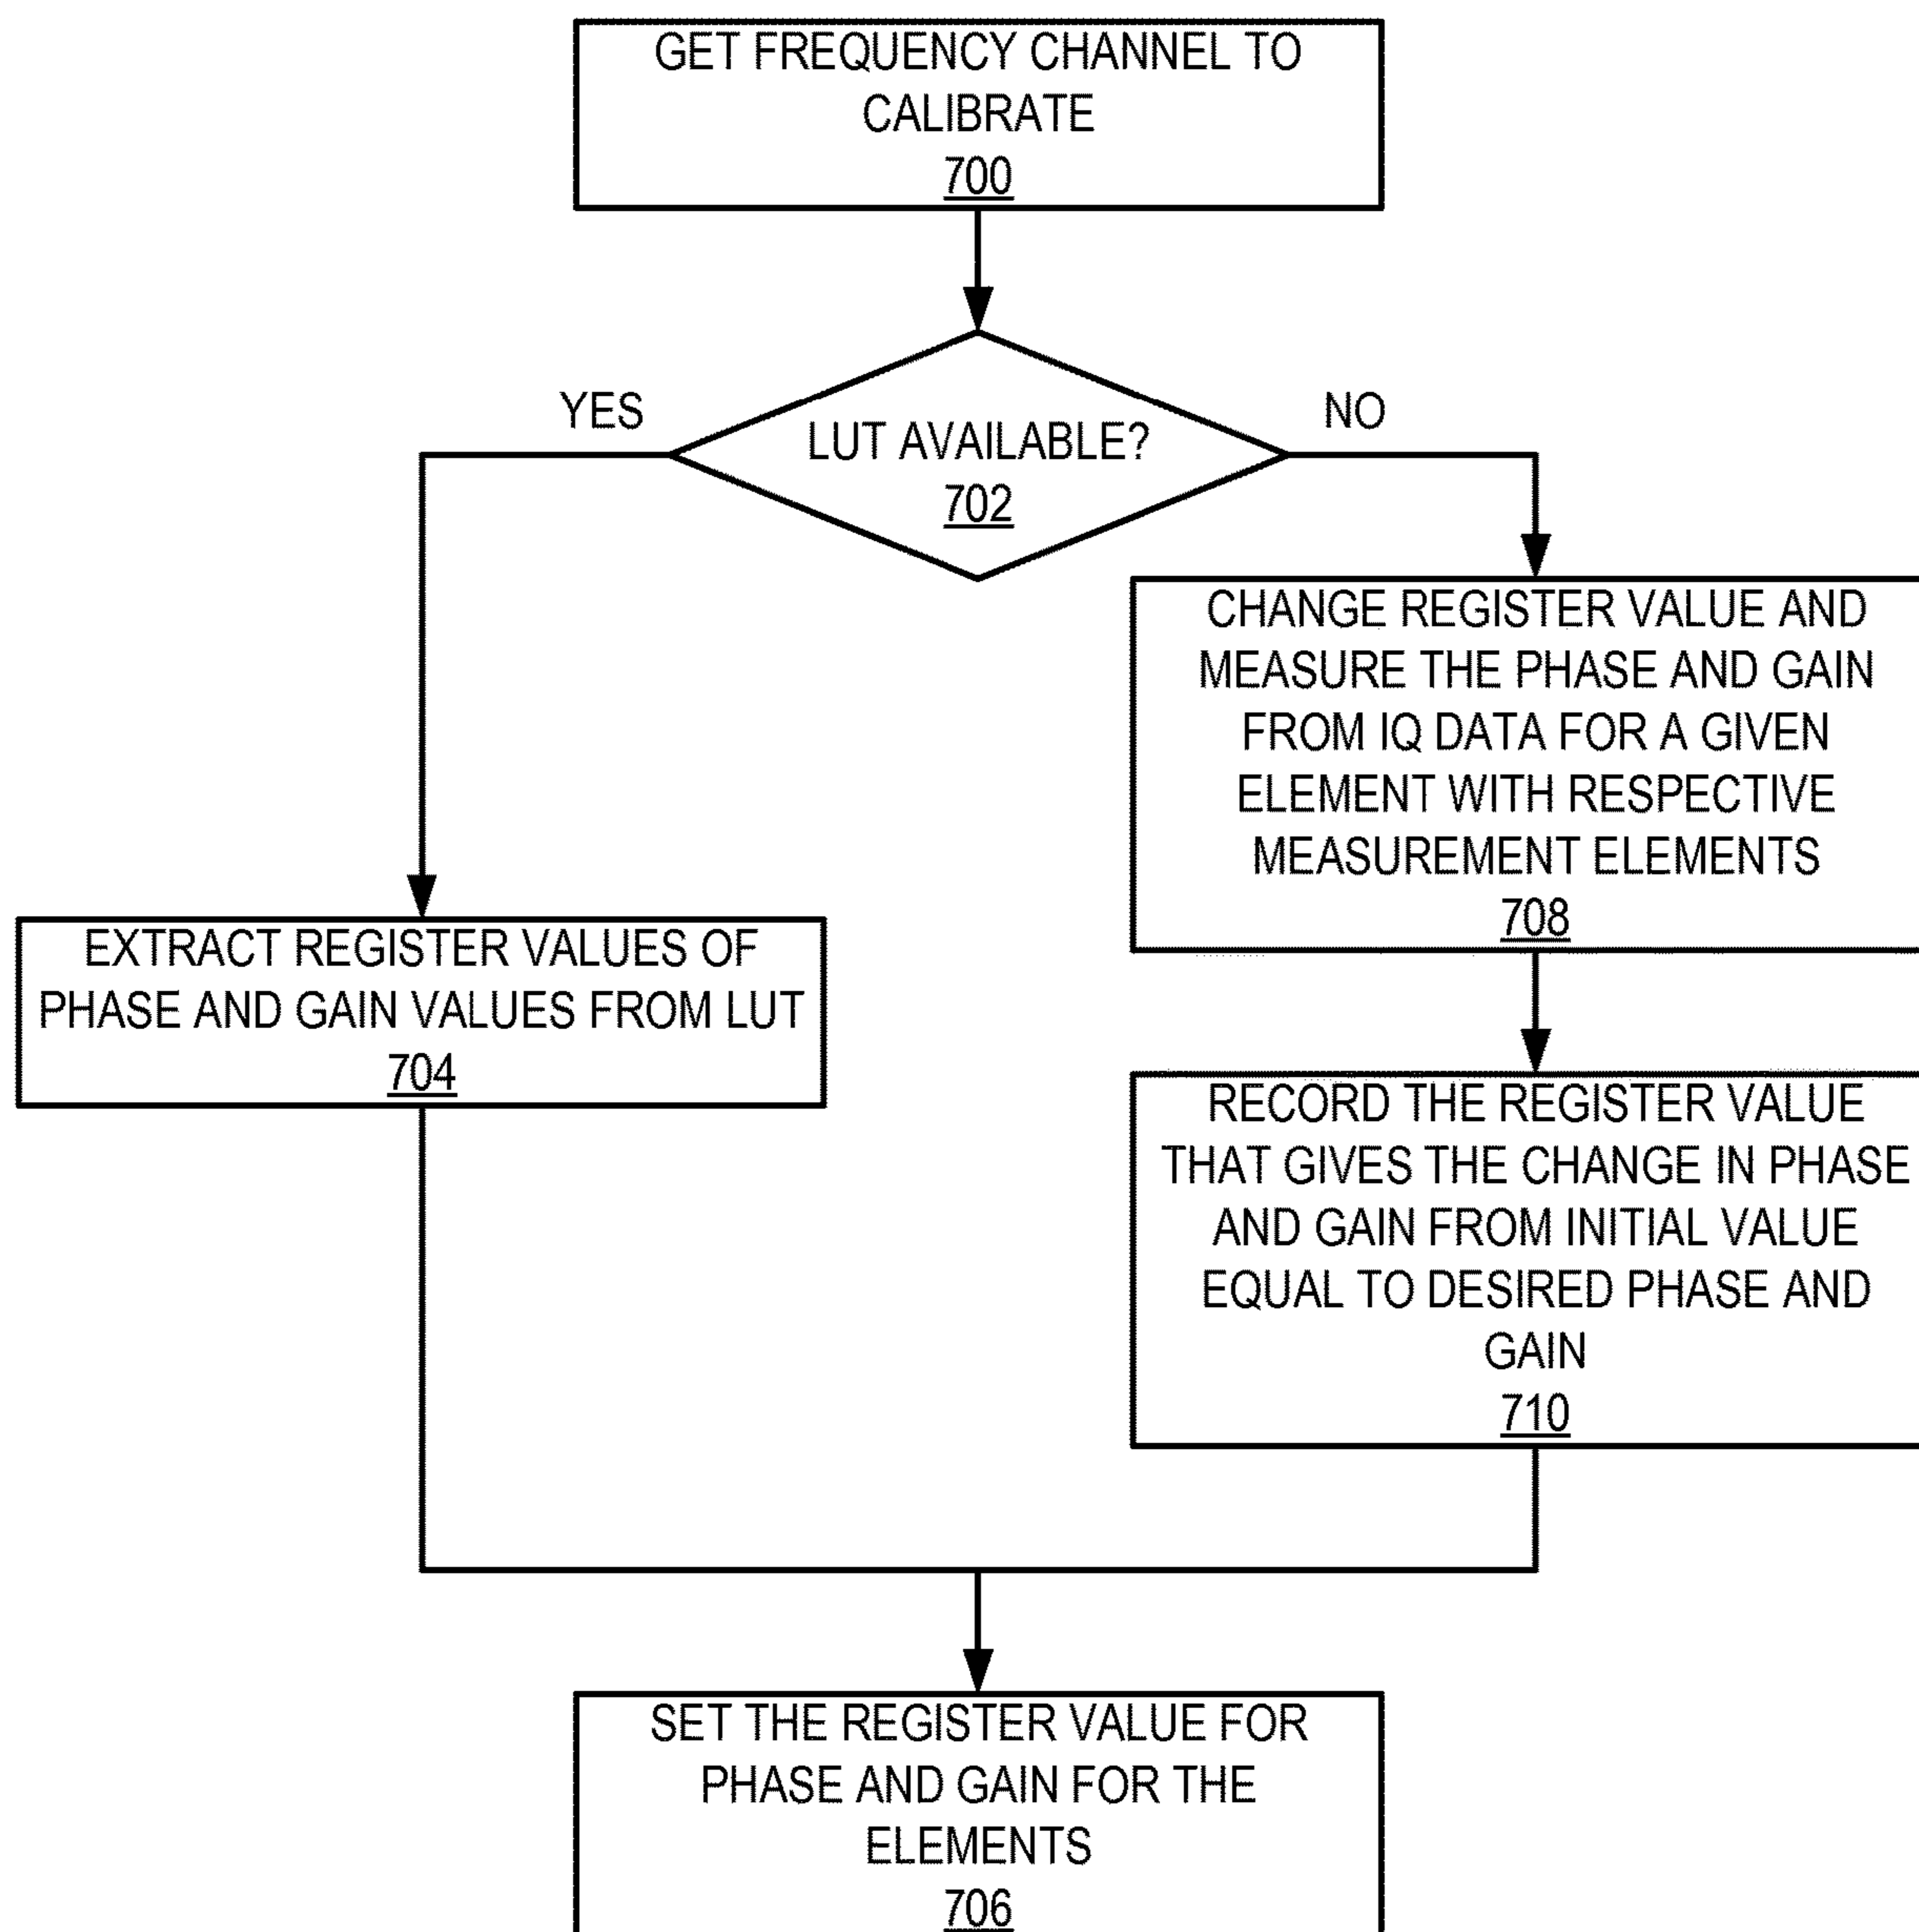 GET FREQUENCY CHANNEL TO
CALIBRATE
700
YES
LUT AVAILABLE?
702
NO
CHANGE REGISTER VALUE AND
MEASURE THE PHASE AND GAIN
FROM IQ DATA FOR A GIVEN
ELEMENT WITH RESPECTIVE
MEASUREMENT ELEMENTS
708
EXTRACT REGISTER VALUES OF
PHASE AND GAIN VALUES FROM LUT
704
RECORD THE REGISTER VALUE
THAT GIVES THE CHANGE IN PHASE
AND GAIN FROM INITIAL VALUE
EQUAL TO DESIRED PHASE AND
GAIN
710
SET THE REGISTER VALUE FOR
PHASE AND GAIN FOR THE
ELEMENTS
706